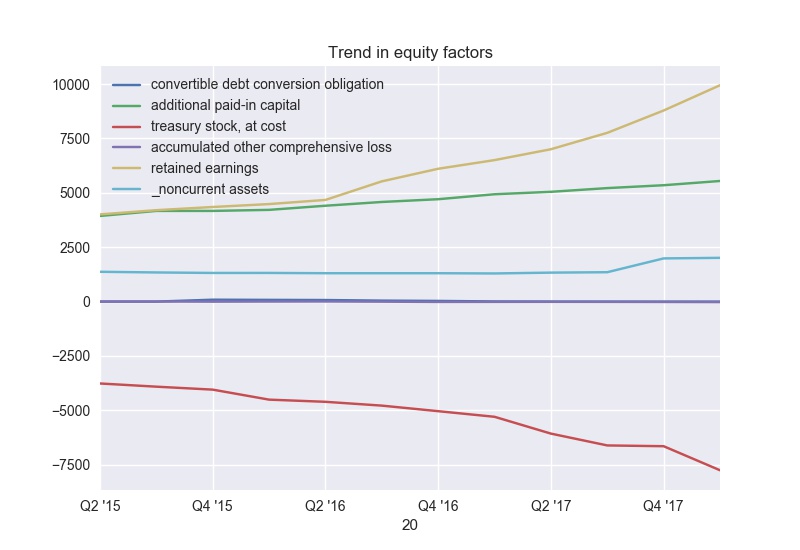 Trend in equity factors
10000
7500
5000
2500
0
−2500
−5000
−7500
convertible debt conversion obligation
additional paid-in capital
treasury stock, at cost
accumulated other comprehensive loss
retained earnings
_noncurrent assets
Q2 '15 Q4 '15 Q2 '16 Q4 '16 Q2 '17 Q4 '17
20